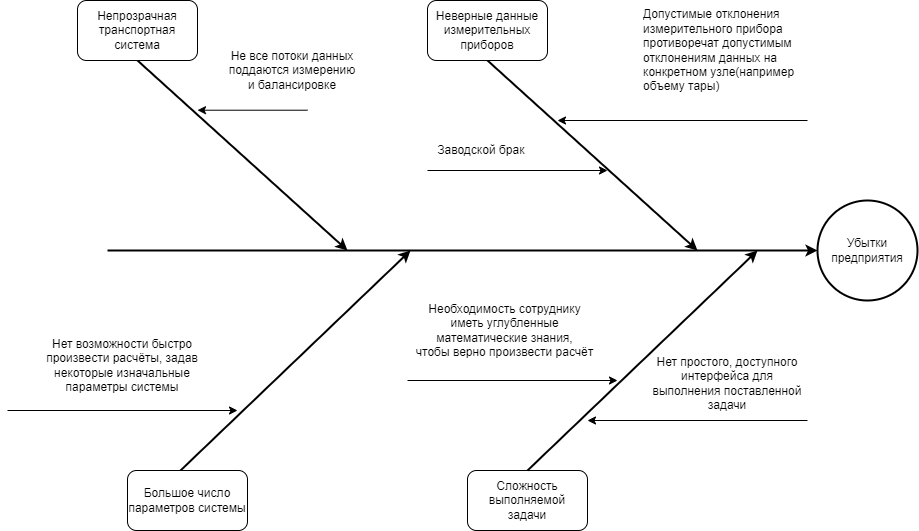 Непрозрачная
транспортная
система
Неверные данные
измерительных
приборов
Допустимые отклонения
измерительного прибора
противоречат допустимым
отклонениям данных на
конкретном узле(например
объему тары)
Не все потоки данных
поддаются измерению
и балансировке
Заводской брак
Убытки
предприятия
Необходимость сотруднику
иметь углубленные
математические знания,
чтобы верно произвести расчёт
Нет возможности быстро
произвести расчёты, задав
некоторые изначальные
параметры системы
Нет простого, доступного
интерфейса для
выполнения поставленной
задачи
Большое число
параметров системы
Сложность
выполняемой
задачи